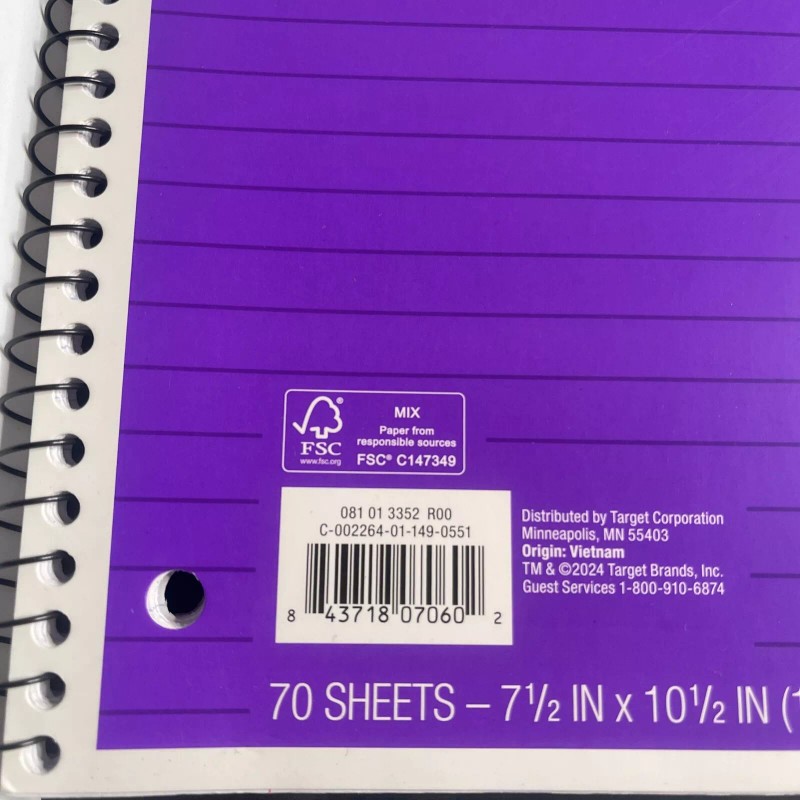 MIX
Paper from
responsible sources
FSC® C147349
®
FSC
www.fsc.org
081 01 3352 R00
C-002264-01-149-0551
8 43718 07060 2
Distributed by Target Corporation
Minneapolis, MN 55403
Origin: Vietnam
TM & ©2024 Target Brands, Inc.
Guest Services 1-800-910-6874
70 SHEETS – 7½ IN x 10½ IN (1